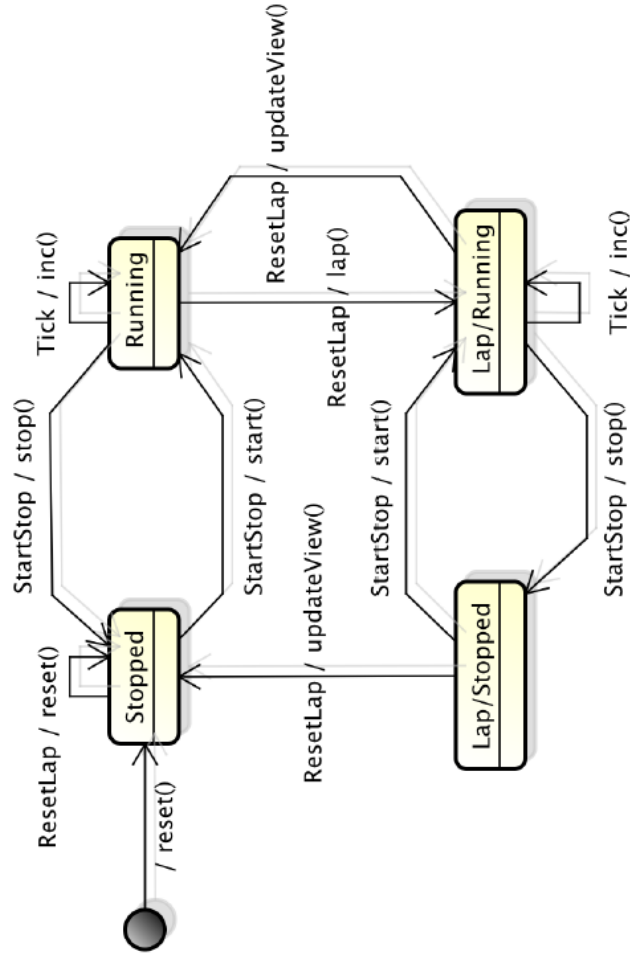 StartStop / stop()
ResetLap / reset()
Tick / inc()
Stopped
Running
/ reset()
StartStop / start()
ResetLap / updateView()
ResetLap / updateView()
ResetLap / lap()
StartStop / start()
Lap/Stopped
Lap/Running
StartStop / stop()
Tick / inc()